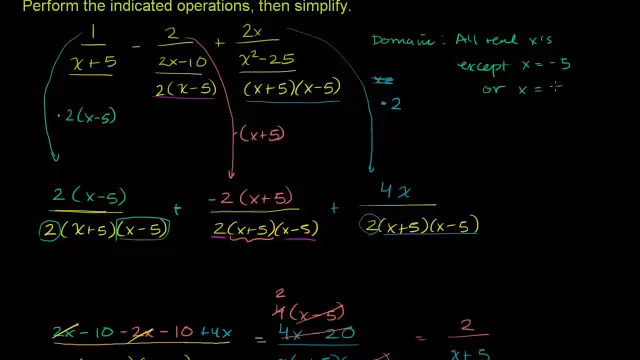 Perform the indicated operations, then simplify.
1/(x+5) - 2/(2x-10) + 2x/(x²-25)
2(x-5) (x+5)(x-5)
·2(x-5) ·(x+5) ·2
Domain: All real x's
except x = -5
or x =
2(x-5)/(2(x+5)(x-5)) + -2(x+5)/(2(x+5)(x-5)) + 4x/(2(x+5)(x-5))
2
4(x-5)
2x-10-2x-10+4x = 4x-20 = 2/(x+5)